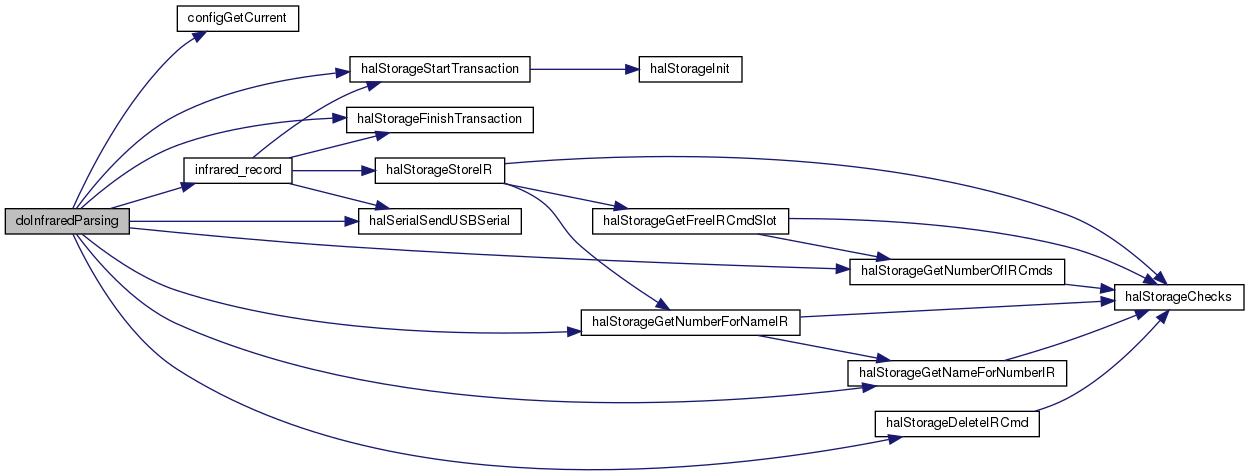 configGetCurrent
halStorageStartTransaction
halStorageInit
halStorageFinishTransaction
infrared_record
halStorageStoreIR
doInfraredParsing
halSerialSendUSBSerial
halStorageGetFreeIRCmdSlot
halStorageGetNumberOfIRCmds
halStorageChecks
halStorageGetNumberForNameIR
halStorageGetNameForNumberIR
halStorageDeleteIRCmd